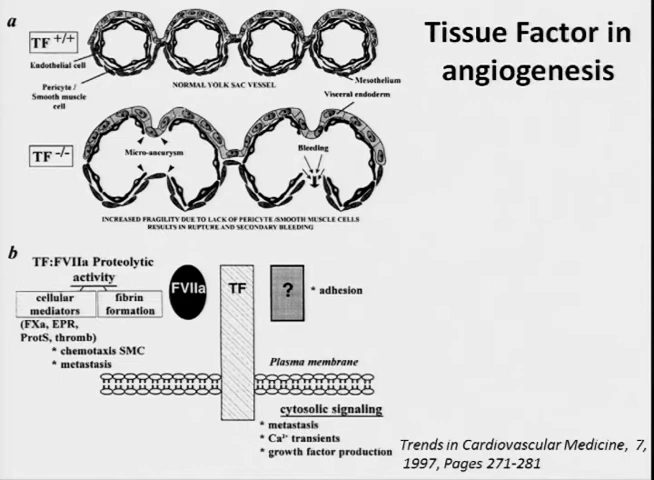 a
Tissue Factor in
angiogenesis
TF +/+
Endothelial cell
Pericyte /
Smooth muscle
cell
NORMAL YOLK SAC VESSEL
Mesothelium
Visceral endoderm
TF -/-
Micro-aneurysm
Bleeding
INCREASED FRAGILITY DUE TO LACK OF PERICYTE /SMOOTH MUSCLE CELLS
RESULTS IN RUPTURE AND SECONDARY BLEEDING
b
TF:FVIIa Proteolytic
activity
cellular
mediators
fibrin
formation
(FXa, EPR,
ProtS, thromb)
* chemotaxis SMC
* metastasis
FVIIa
TF
?
* adhesion
Plasma membrane
cytosolic signaling
* metastasis
* Ca²⁺ transients
* growth factor production
Trends in Cardiovascular Medicine, 7,
1997, Pages 271-281